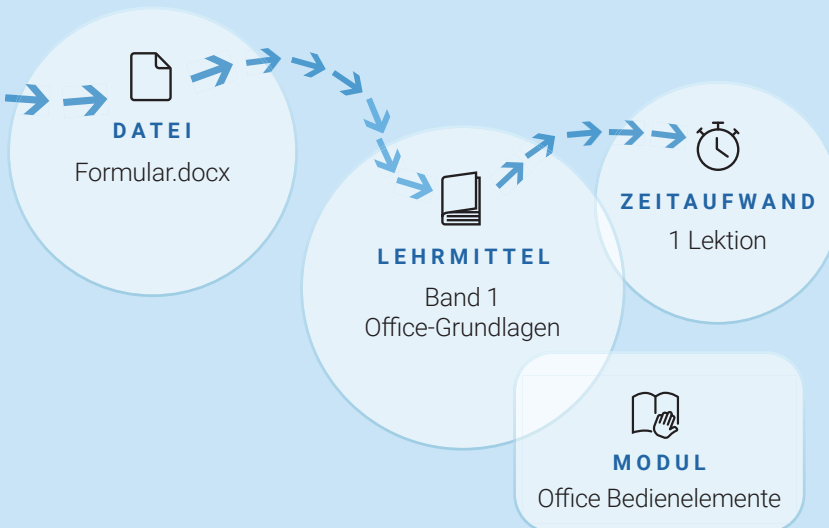 DATEI
Formular.docx
LEHRMITTEL
Band 1
Office-Grundlagen
ZEITAUFWAND
1 Lektion
MODUL
Office Bedienelemente